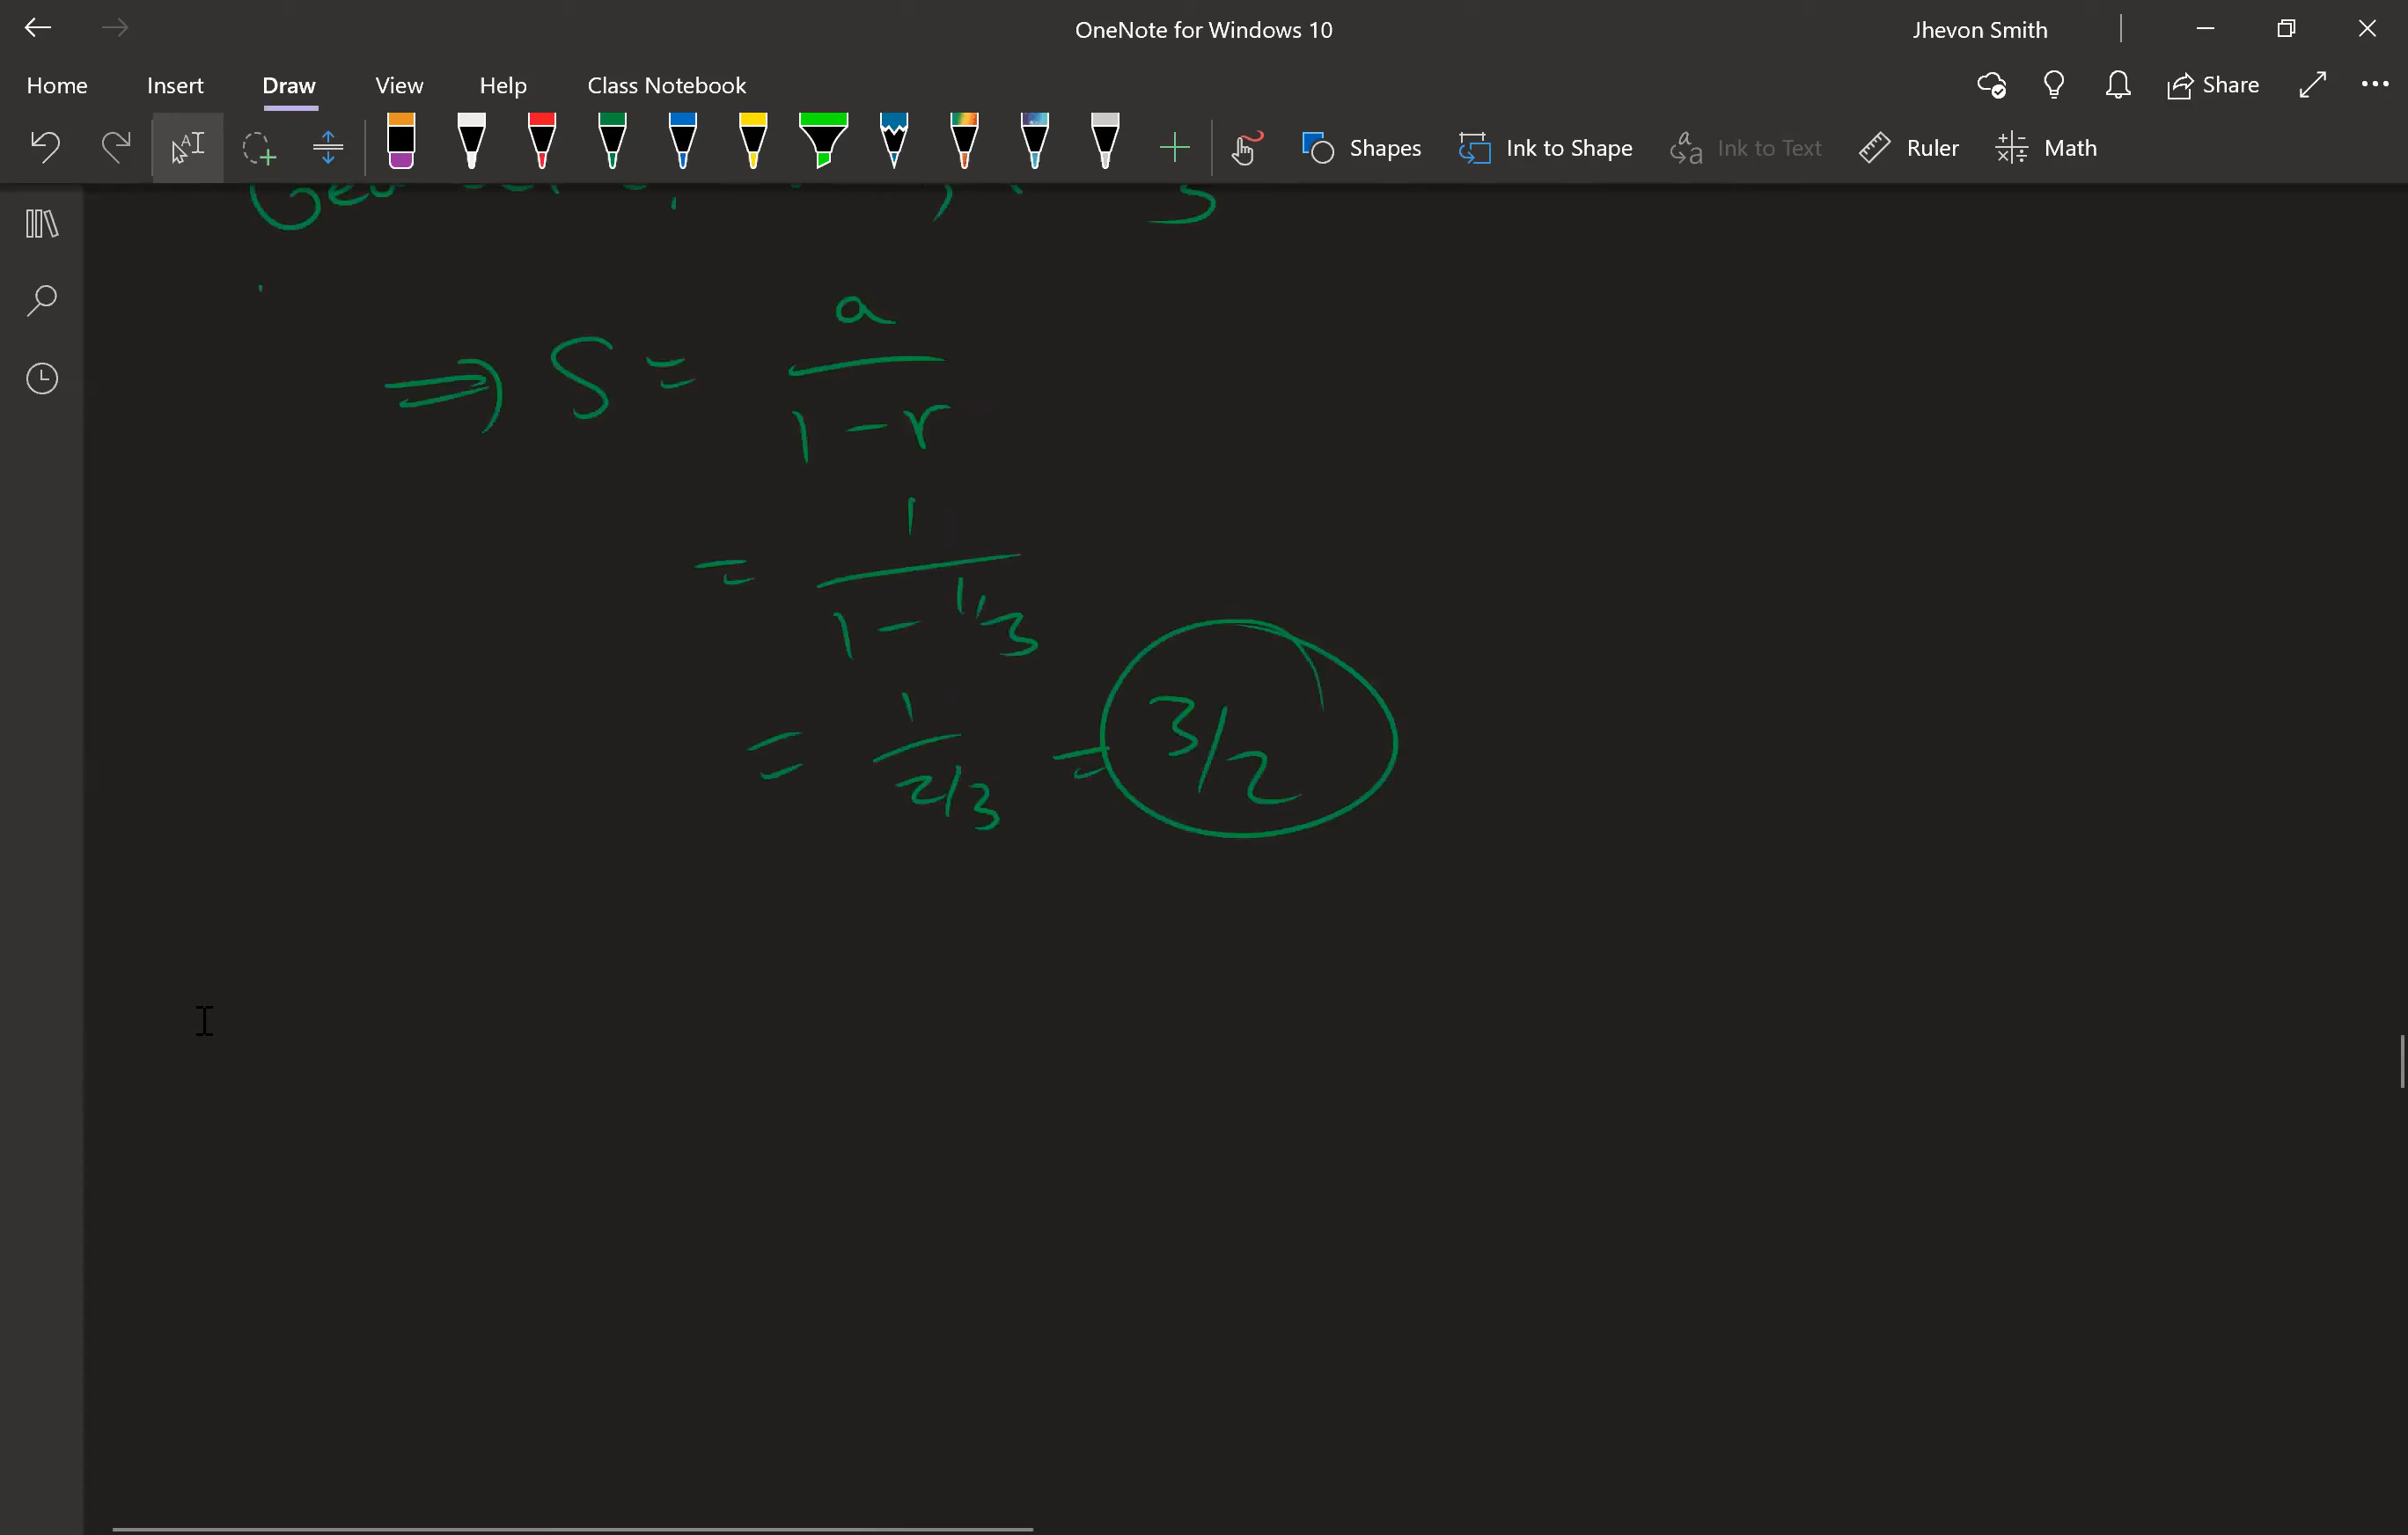 OneNote for Windows 10
Jhevon Smith
Home Insert Draw View Help Class Notebook
Share
Shapes Ink to Shape Ink to Text Ruler Math
⇒ S = a / (1 - r)
= 1 / (1 - 1/3)
= 1 / (2/3) = 3/2